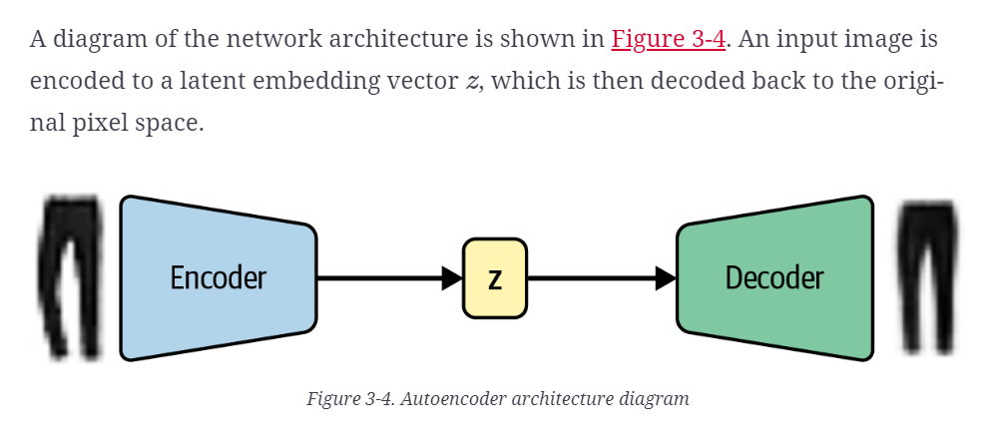 A diagram of the network architecture is shown in Figure 3-4. An input image is
encoded to a latent embedding vector z, which is then decoded back to the origi-
nal pixel space.
Encoder
z
Decoder
Figure 3-4. Autoencoder architecture diagram